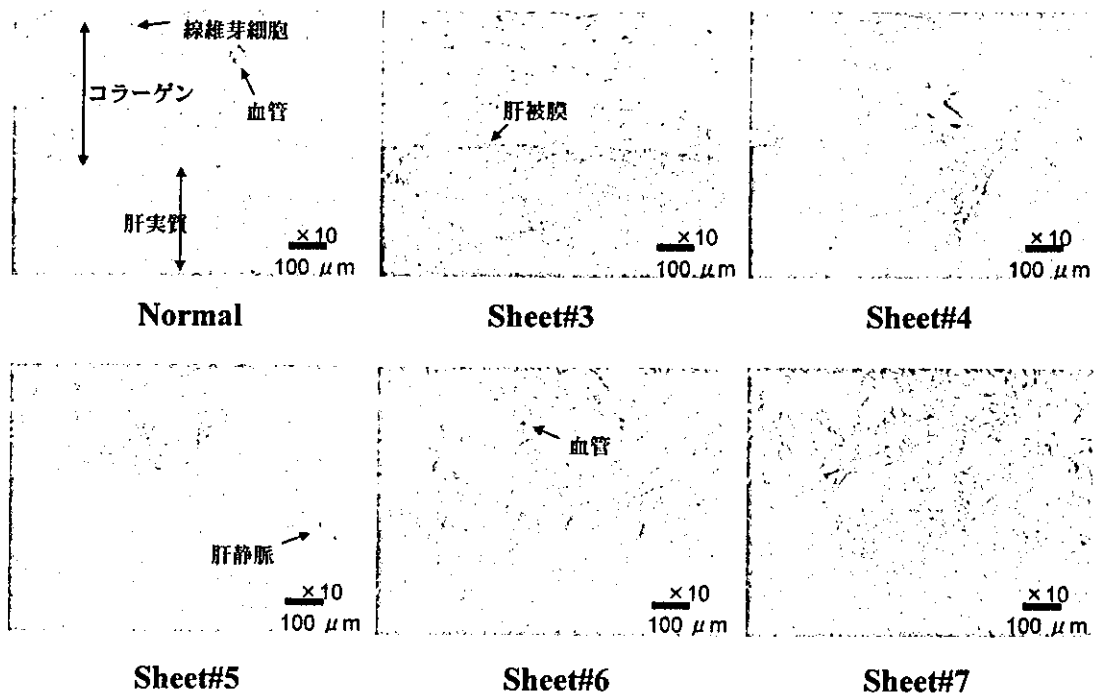 線維芽細胞
コラーゲン
血管
肝実質
×10
100 μm
Normal
肝被膜
×10
100 μm
Sheet#3
×10
100 μm
Sheet#4
肝静脈
×10
100 μm
Sheet#5
血管
×10
100 μm
Sheet#6
×10
100 μm
Sheet#7